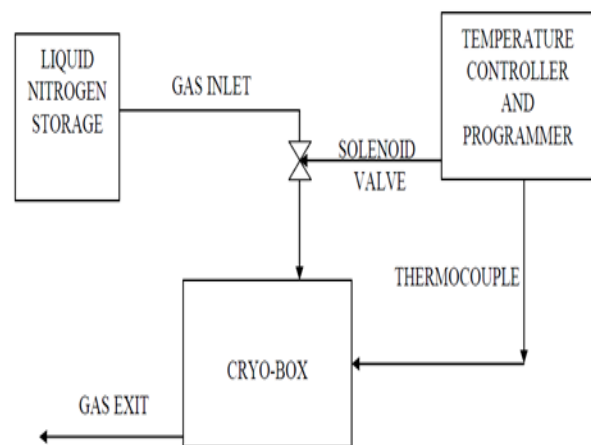 LIQUID
NITROGEN
STORAGE
GAS INLET
TEMPERATURE
CONTROLLER
AND
PROGRAMMER
SOLENOID
VALVE
THERMOCOUPLE
CRYO-BOX
GAS EXIT